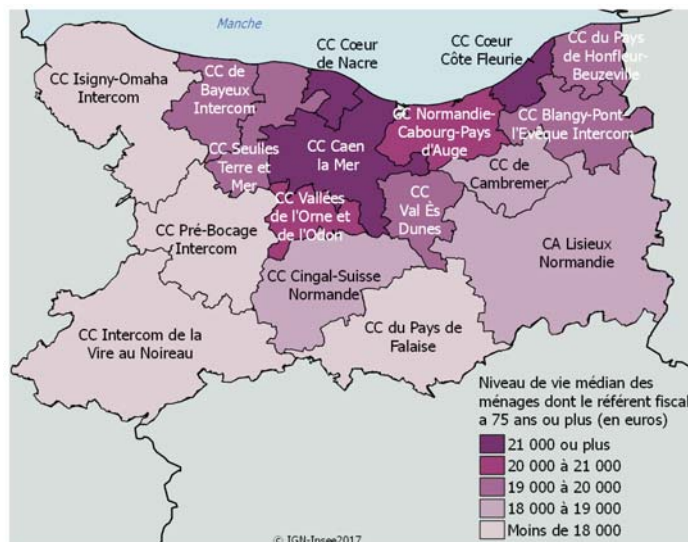 Manche
CC Cœur
de Nacre
CC Cœur
Côte Fleurie
CC du Pays
de Honfleur-
Beuzeville
CC Isigny-Omaha
Intercom
CC de
Bayeux
Intercom
CC Normandie-
Cabourg-Pays
d'Auge
CC Blangy-Pont-
l'Evêque Intercom
CC Seulles
Terre et
Mer
CC Caen
la Mer
CC de
Cambremer
CC Vallées
de l'Orne et
de l'Odon
CC
Val Ès
Dunes
CC Pré-Bocage
Intercom
CA Lisieux
Normandie
CC Cingal-Suisse
Normande
CC Intercom de la
Vire au Noireau
CC du Pays de
Falaise
Niveau de vie médian des
ménages dont le référent fiscal
a 75 ans ou plus (en euros)
21 000 ou plus
20 000 à 21 000
19 000 à 20 000
18 000 à 19 000
Moins de 18 000
© IGN-Insee2017